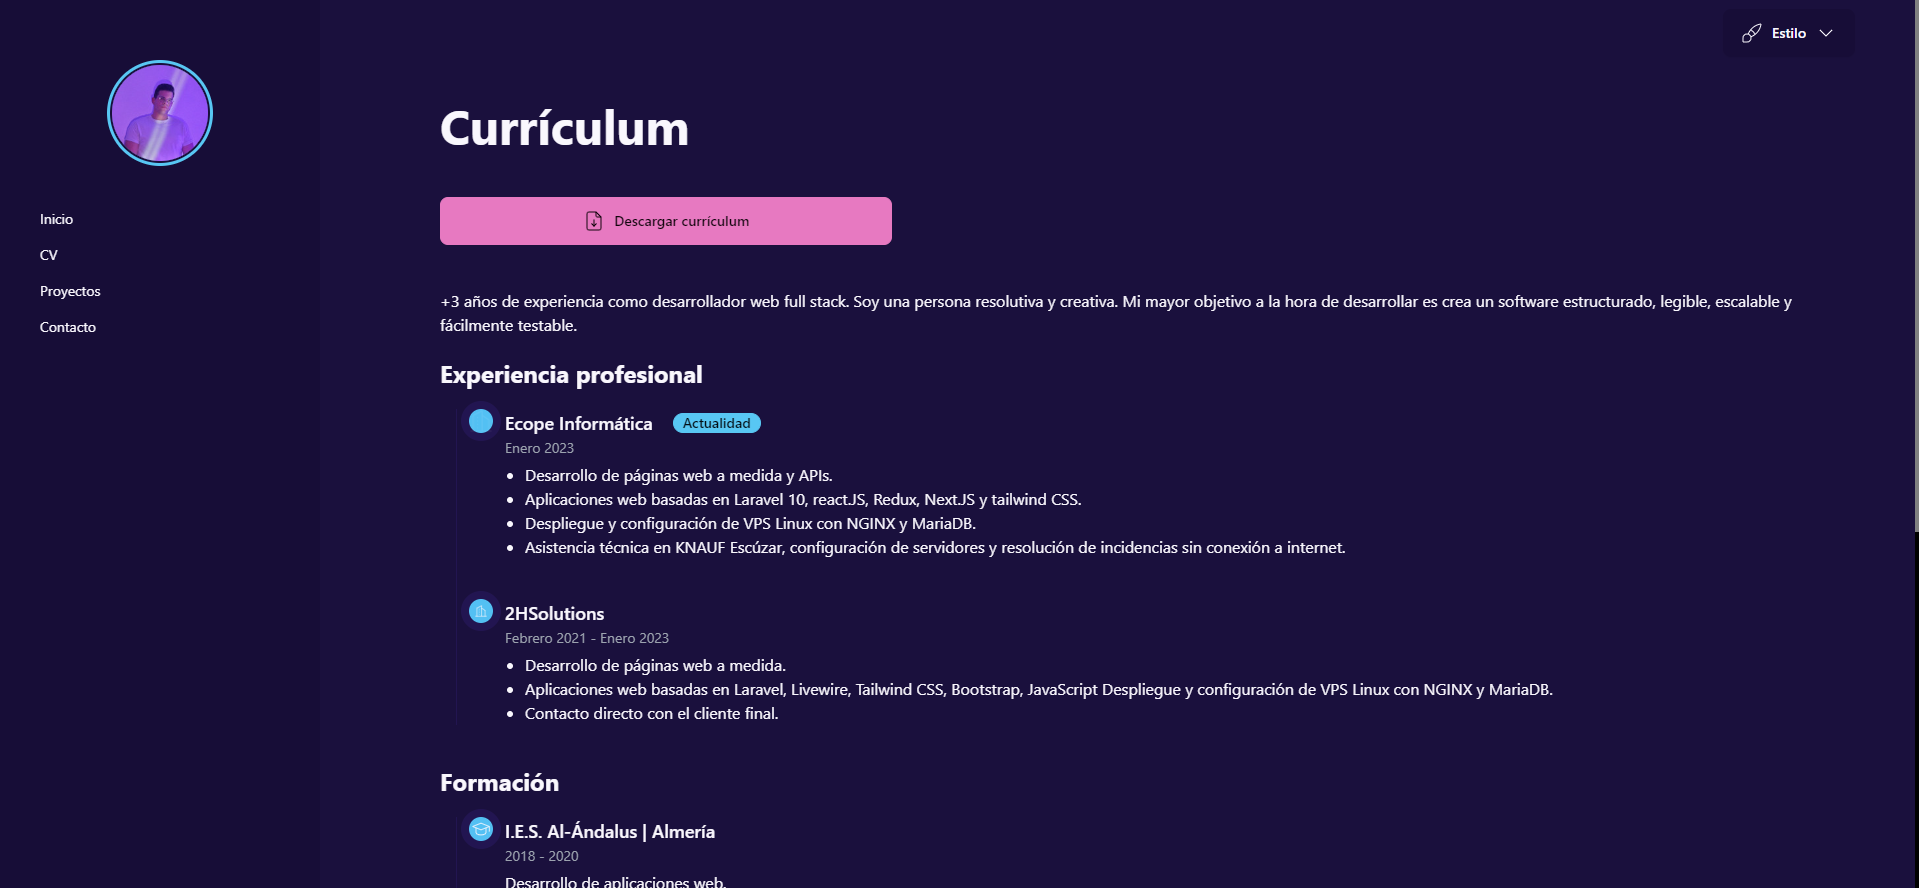 Estilo
Inicio
CV
Proyectos
Contacto
Currículum
Descargar currículum
+3 años de experiencia como desarrollador web full stack. Soy una persona resolutiva y creativa. Mi mayor objetivo a la hora de desarrollar es crea un software estructurado, legible, escalable y
fácilmente testable.
Experiencia profesional
Ecope Informática Actualidad
Enero 2023
• Desarrollo de páginas web a medida y APIs.
• Aplicaciones web basadas en Laravel 10, react.JS, Redux, Next.JS y tailwind CSS.
• Despliegue y configuración de VPS Linux con NGINX y MariaDB.
• Asistencia técnica en KNAUF Escúzar, configuración de servidores y resolución de incidencias sin conexión a internet.
2HSolutions
Febrero 2021 - Enero 2023
• Desarrollo de páginas web a medida.
• Aplicaciones web basadas en Laravel, Livewire, Tailwind CSS, Bootstrap, JavaScript Despliegue y configuración de VPS Linux con NGINX y MariaDB.
• Contacto directo con el cliente final.
Formación
I.E.S. Al-Ándalus | Almería
2018 - 2020
Desarrollo de aplicaciones web.